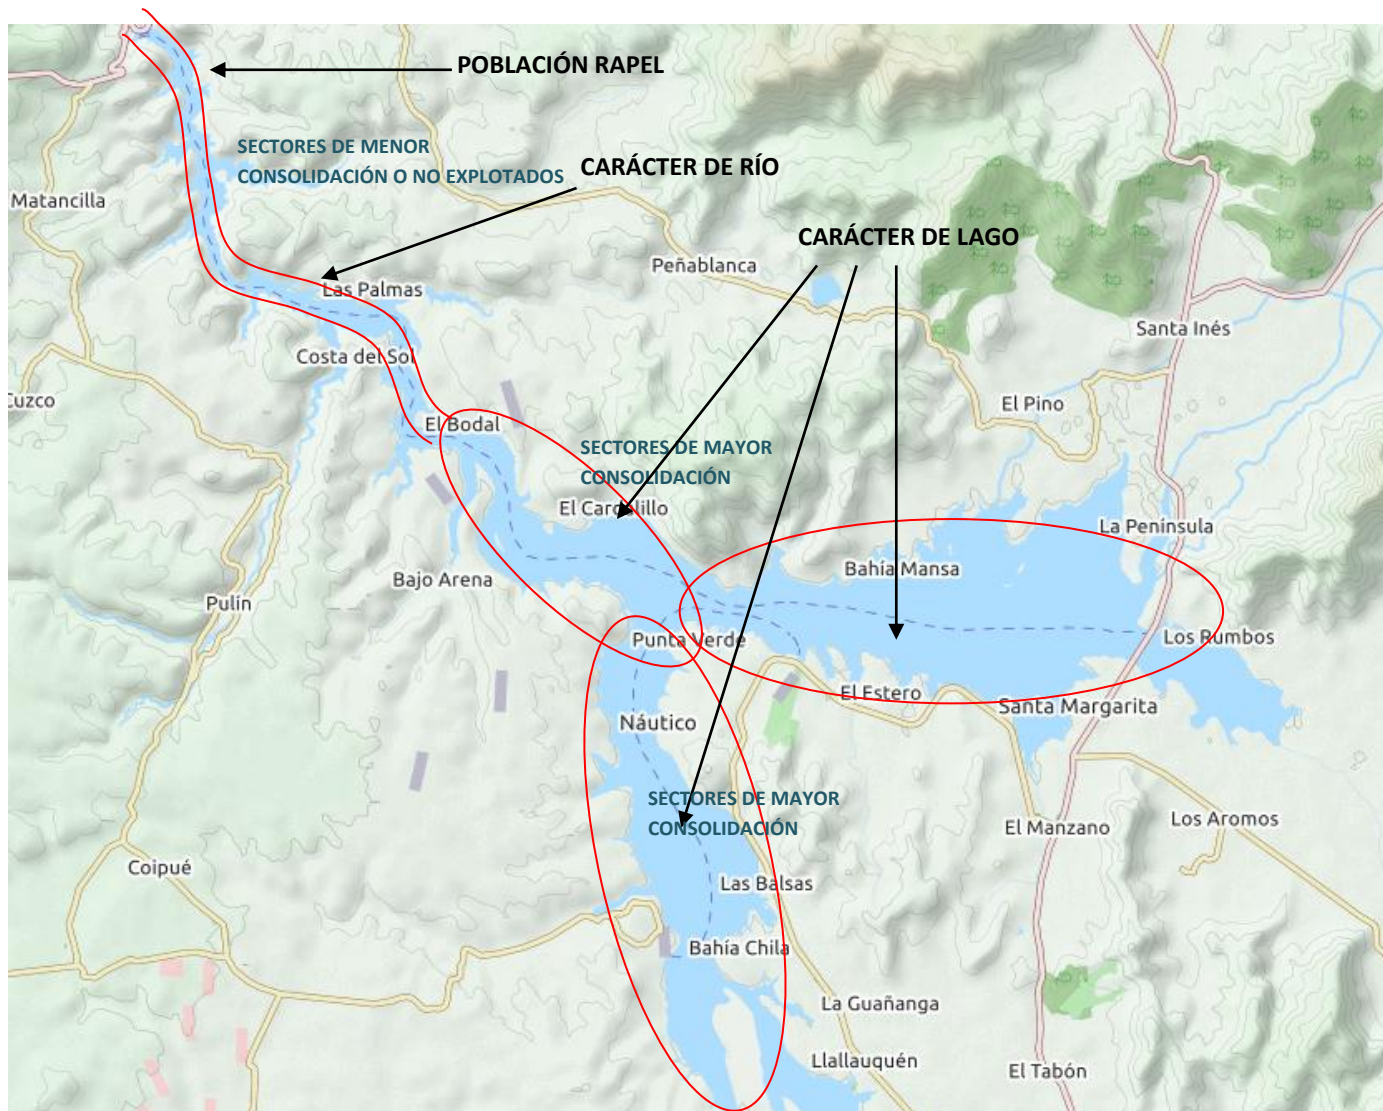 POBLACIÓN RAPEL
SECTORES DE MENOR
CONSOLIDACIÓN O NO EXPLOTADOS
CARÁCTER DE RÍO
Matancilla
CARÁCTER DE LAGO
Peñablanca
Las Palmas
Santa Inés
Costa del Sol
Cuzco
El Pino
El Bodal
SECTORES DE MAYOR
CONSOLIDACIÓN
El Cardelillo
La Península
Bahía Mansa
Bajo Arena
Pulín
Punta Verde
Los Rumbos
El Estero
Santa Margarita
Náutico
SECTORES DE MAYOR
CONSOLIDACIÓN
El Manzano
Los Aromos
Coipué
Las Balsas
Bahía Chila
La Guañanga
Llallauquén
El Tabón